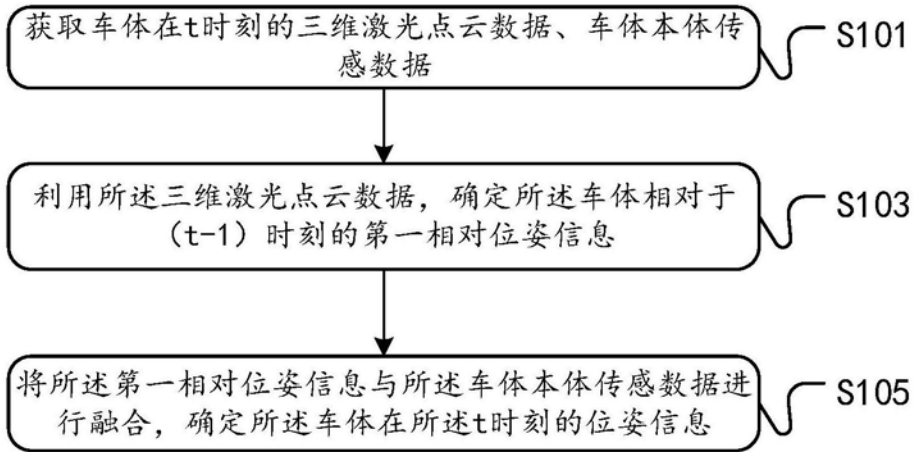 获取车体在t时刻的三维激光点云数据、车体本体传
感数据
S101
利用所述三维激光点云数据，确定所述车体相对于
（t-1）时刻的第一相对位姿信息
S103
将所述第一相对位姿信息与所述车体本体传感数据进
行融合，确定所述车体在所述t时刻的位姿信息
S105